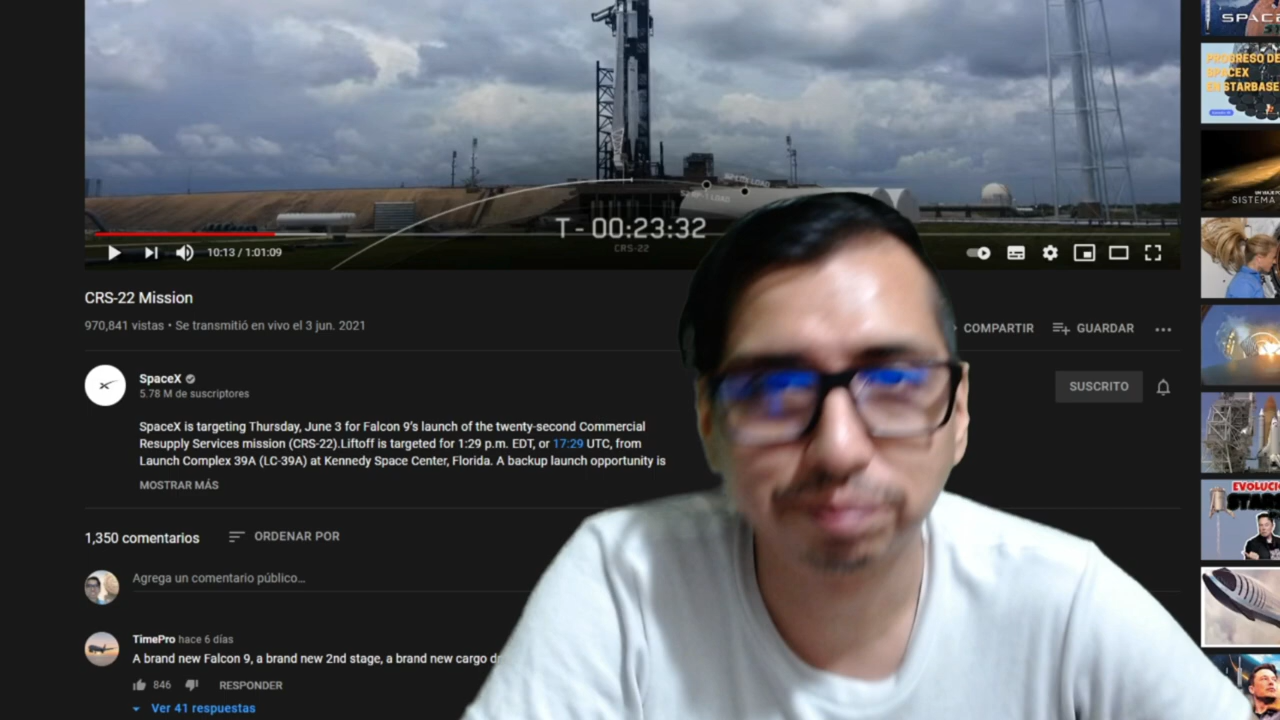 SPACE
PROGRESO DE
SPACEX
EN STARBASE
SISTEMA
T - 00:23:32
CRS-22
10:13 / 1:01:09
CRS-22 Mission
970,841 vistas • Se transmitió en vivo el 3 jun. 2021
COMPARTIR
GUARDAR
SpaceX
5.78 M de suscriptores
SUSCRITO
SpaceX is targeting Thursday, June 3 for Falcon 9's launch of the twenty-second Commercial
Resupply Services mission (CRS-22).Liftoff is targeted for 1:29 p.m. EDT, or 17:29 UTC, from
Launch Complex 39A (LC-39A) at Kennedy Space Center, Florida. A backup launch opportunity is
MOSTRAR MÁS
EVOLUCI
STAR
1,350 comentarios
ORDENAR POR
Agrega un comentario público...
TimePro hace 6 días
A brand new Falcon 9, a brand new 2nd stage, a brand new cargo
846
RESPONDER
Ver 41 respuestas